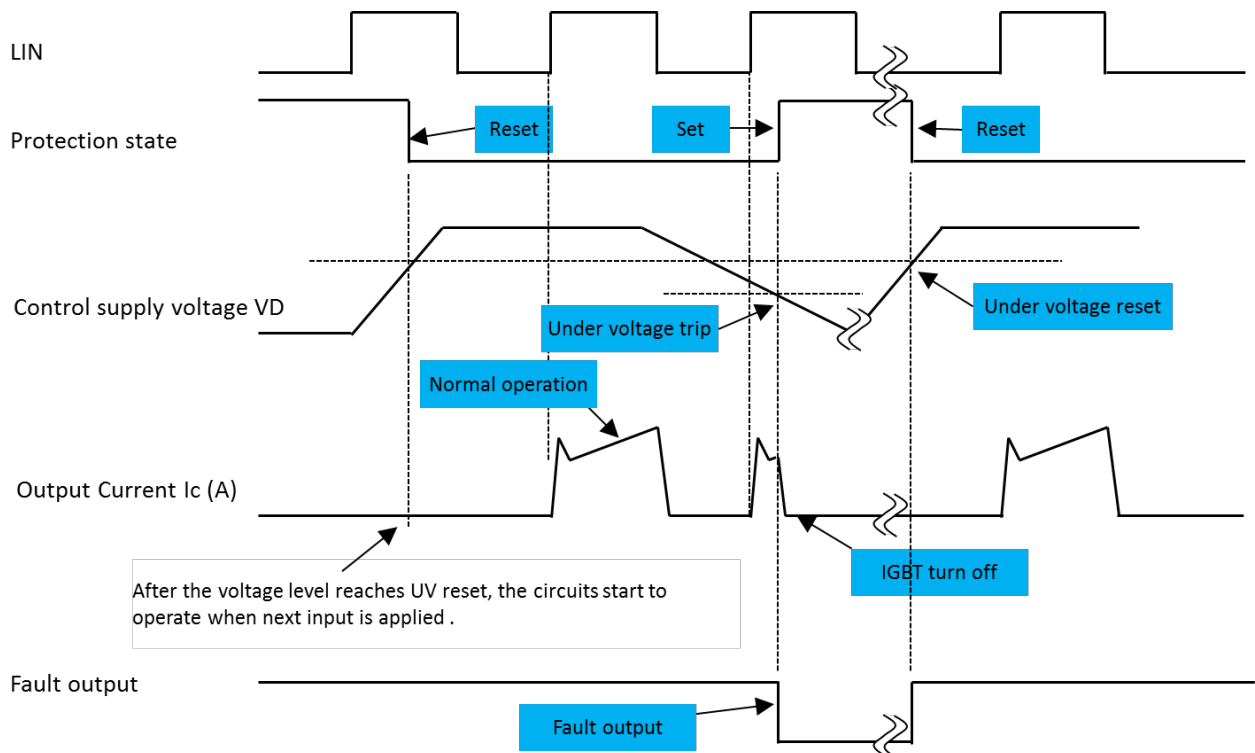 LIN
Protection state
Reset
Set
Reset
Control supply voltage VD
Under voltage trip
Under voltage reset
Normal operation
Output Current Ic (A)
IGBT turn off
After the voltage level reaches UV reset, the circuits start to
operate when next input is applied .
Fault output
Fault output